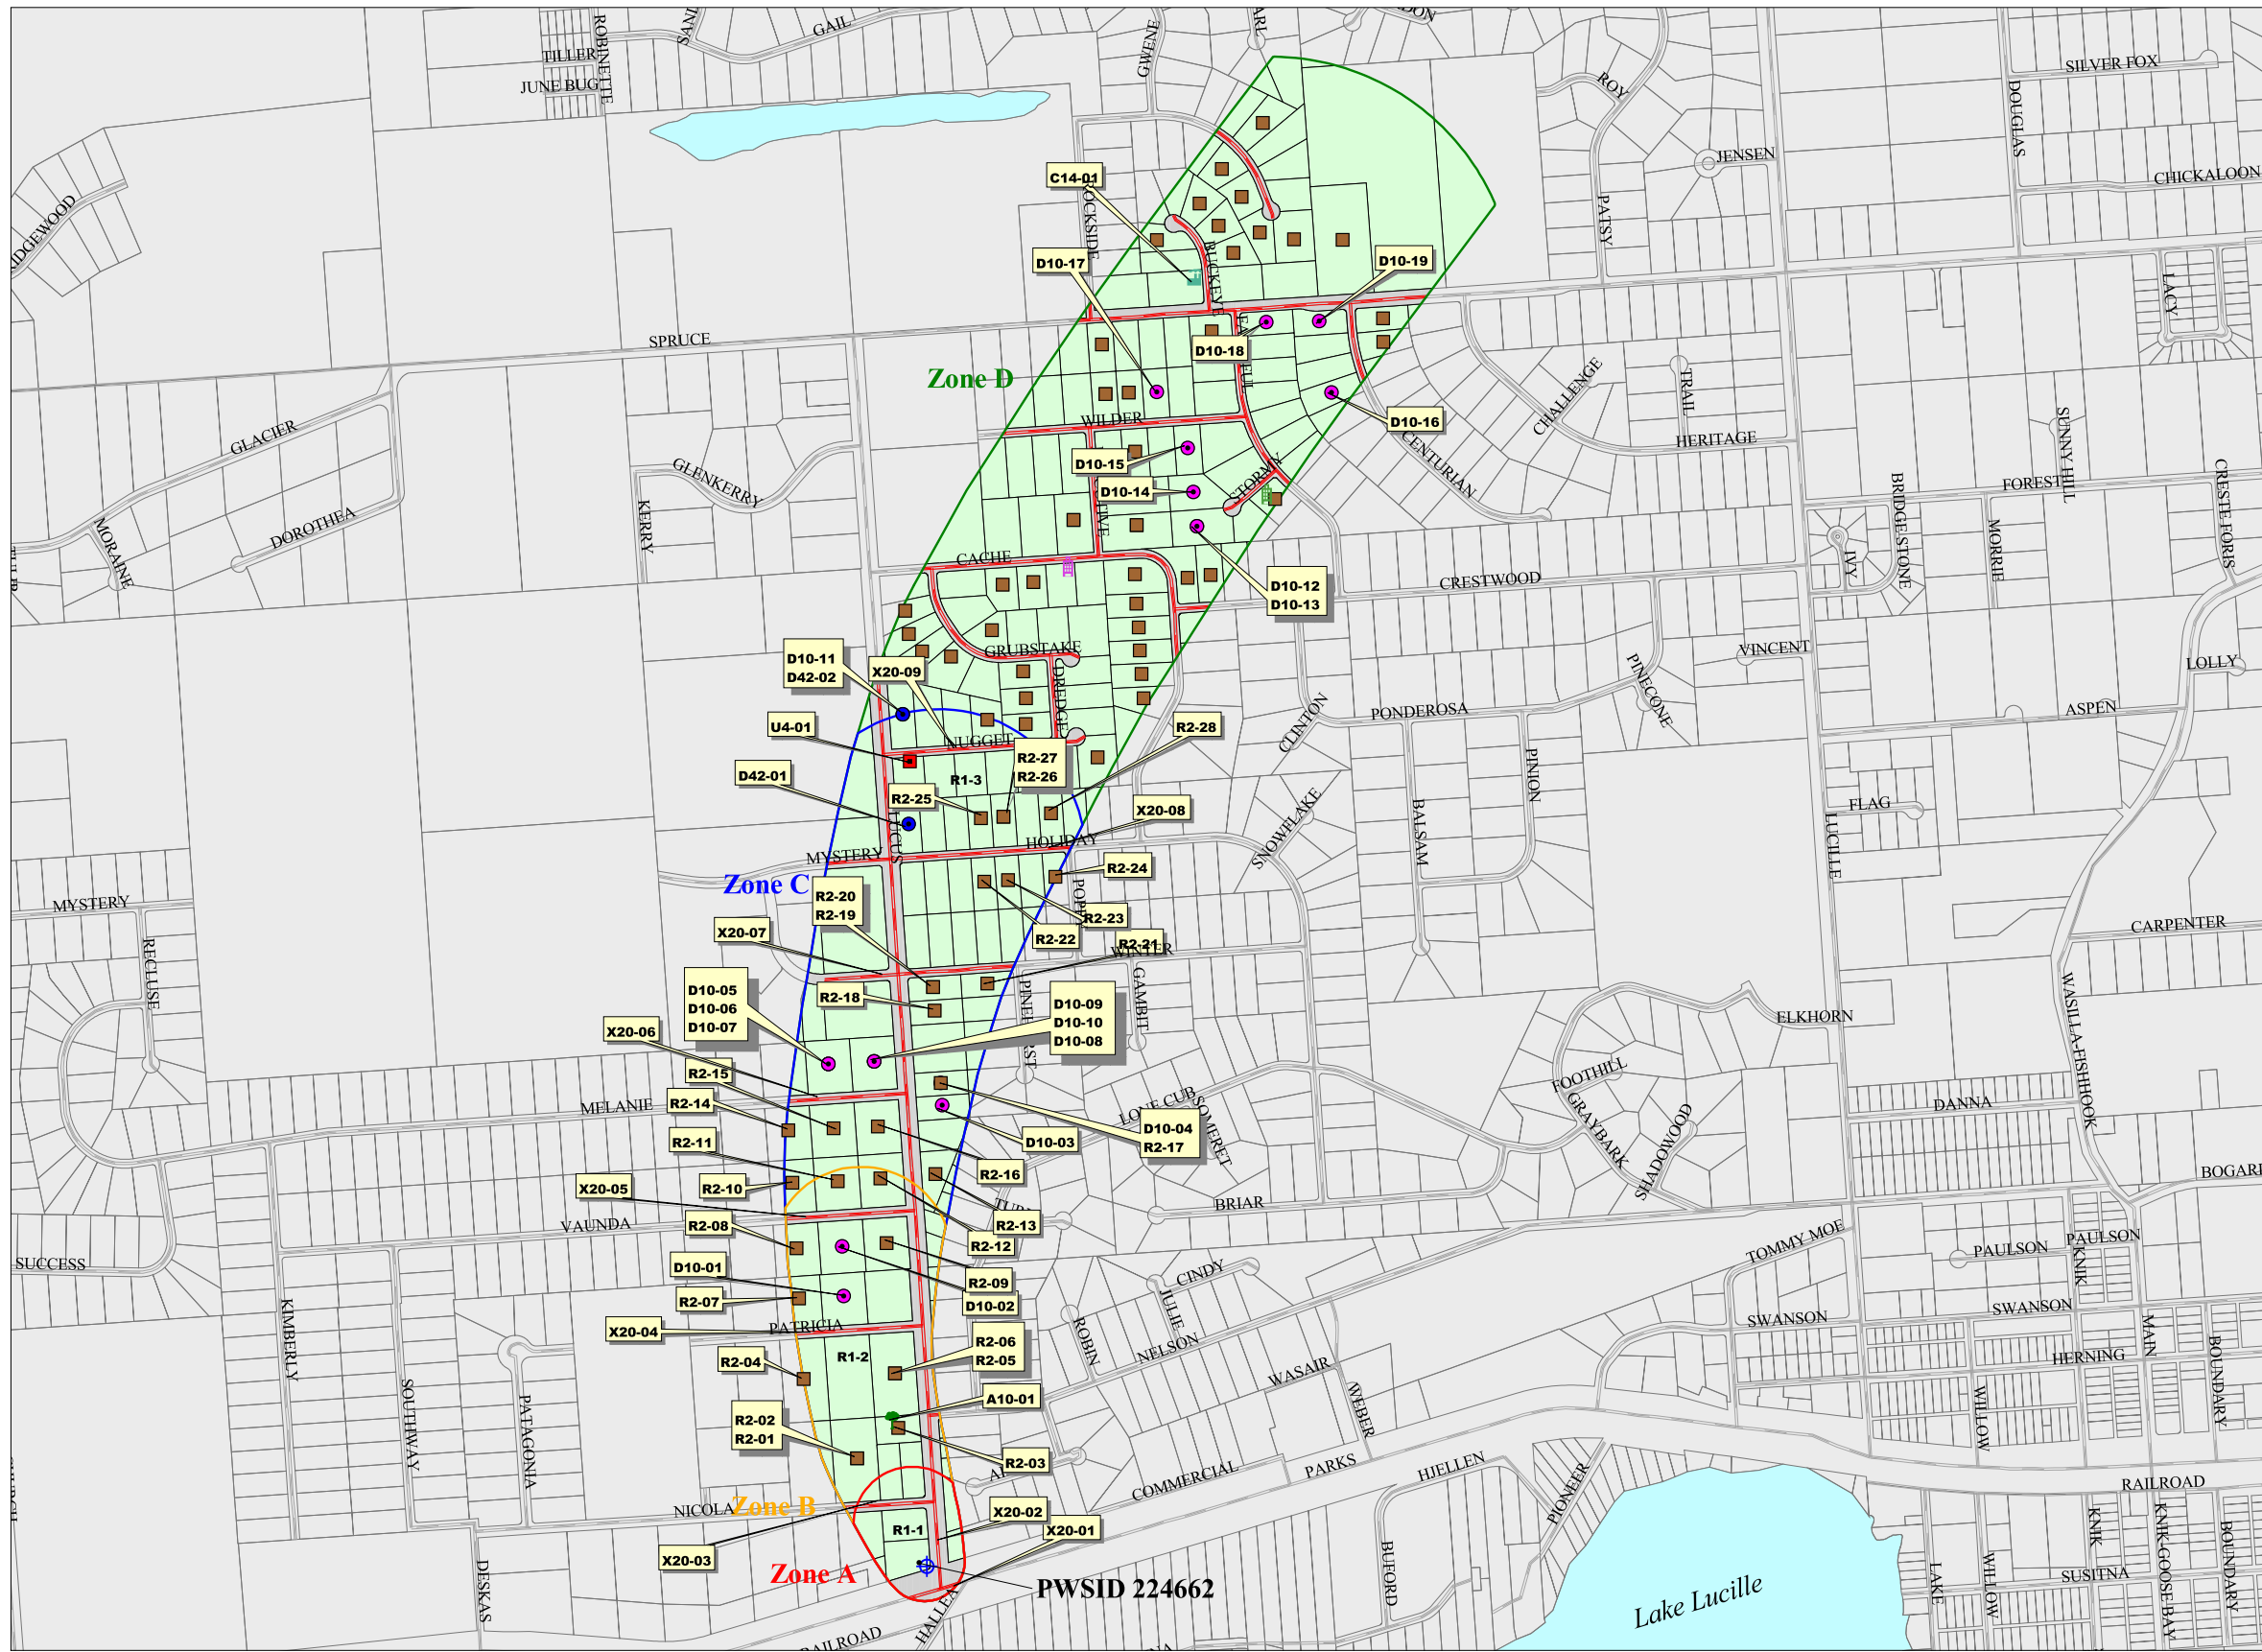 GAIL
TILLER
ROBINETTE
JUNE BUG
GWENE
ROY
SILVER FOX
DOUGLAS
JENSEN
CHICKALOON
PATSY
C14-01
D10-17
BUCKEYE
D10-19
LACY
SPRUCE
D10-18
Zone D
CHALLENGE
TRAIL
WILDER
D10-16
GLACIER
HERITAGE
SUNNY HILL
CENTURIAN
D10-15
GLENKERRY
STORMY
D10-14
FOREST
CRESTE FORIS
BRIDGESTONE
KERRY
MORAINE
DOROTHEA
MORRIE
IVY
CACHE
CRESTWOOD
D10-12
D10-13
D10-11
D42-02
X20-09
GRUBSTAKE
VINCENT
LOLLY
PINECONE
DREDGE
U4-01
R2-28
CLINTON
PONDEROSA
ASPEN
NUGGET
R2-27
R2-26
R1-3
D42-01
PINION
R2-25
X20-08
SNOWFLAKE
BALSAM
FLAG
LUCUS
LUCILLE
MYSTERY
HOLIDAY
R2-24
Zone C
R2-20
R2-19
MYSTERY
R2-23
X20-07
R2-22
R2-21
WINTER
CARPENTER
RECLUSE
GAMBIT
R2-18
D10-05
D10-06
D10-07
D10-09
D10-10
D10-08
X20-06
ELKHORN
WASILLA-FISHHOOK
R2-15
FOOTHILL
R2-14
MELANIE
LONE CUB
SOMERET
DANNA
D10-04
R2-17
GRAYBARK
SHADOWOOD
R2-11
D10-03
R2-16
X20-05
R2-10
BRIAR
R2-08
VAUNDA
R2-13
R2-12
TOMMY MOE
PAULSON
PAULSON
KNIK
SUCCESS
D10-01
CINDY
R2-09
JULIE
R2-07
D10-02
KIMBERLY
X20-04
PATRICIA
ROBIN
NELSON
SWANSON
SWANSON
MAIN
R2-06
R2-05
R1-2
HERNING
BOUNDARY
R2-04
WASAIR
WEBER
SOUTHWAY
PATAGONIA
A10-01
WILLOW
R2-02
R2-01
R2-03
PARKS
HJELLEN
COMMERCIAL
RAILROAD
PIONEER
NICOLA
Zone B
X20-02
X20-01
R1-1
KNIK
KNIK-GOOSE BAY
BOUNDARY
X20-03
Zone A
DESKAS
BUFORD
LAKE
WILLOW
SUSITNA
PWSID 224662
Lake Lucille
HALLEA